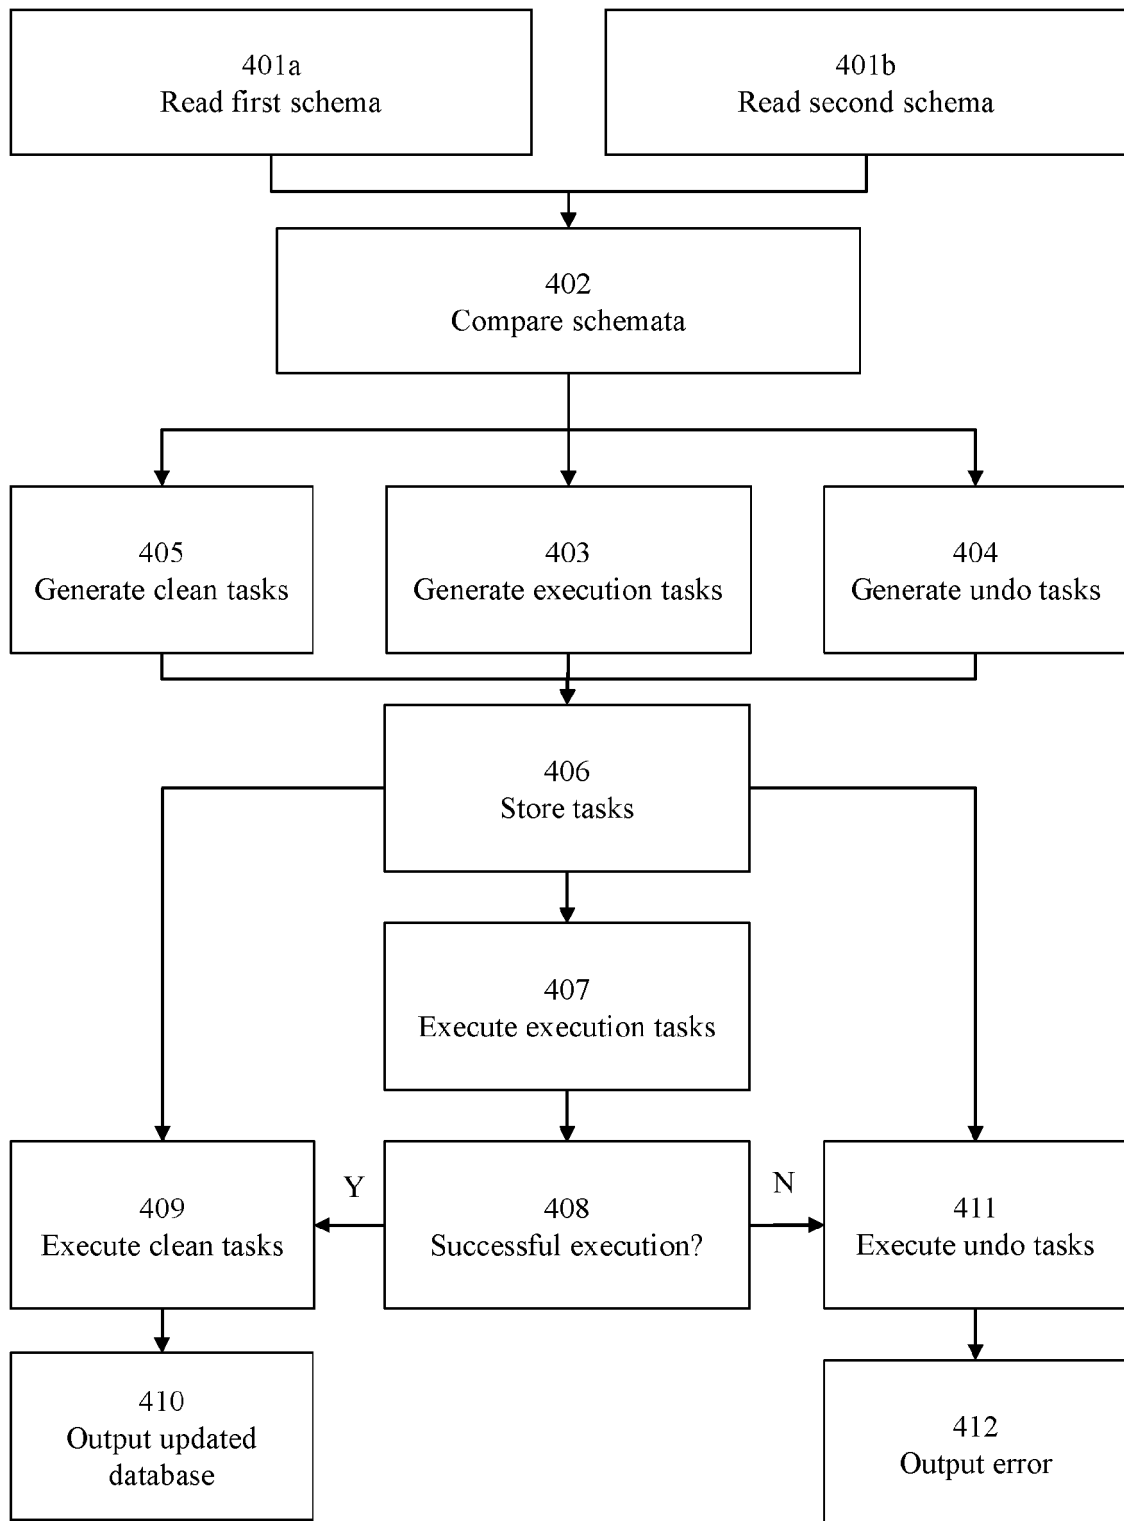 401a
Read first schema
401b
Read second schema
402
Compare schemata
405
Generate clean tasks
403
Generate execution tasks
404
Generate undo tasks
406
Store tasks
407
Execute execution tasks
Y
N
409
Execute clean tasks
408
Successful execution?
411
Execute undo tasks
410
Output updated
database
412
Output error